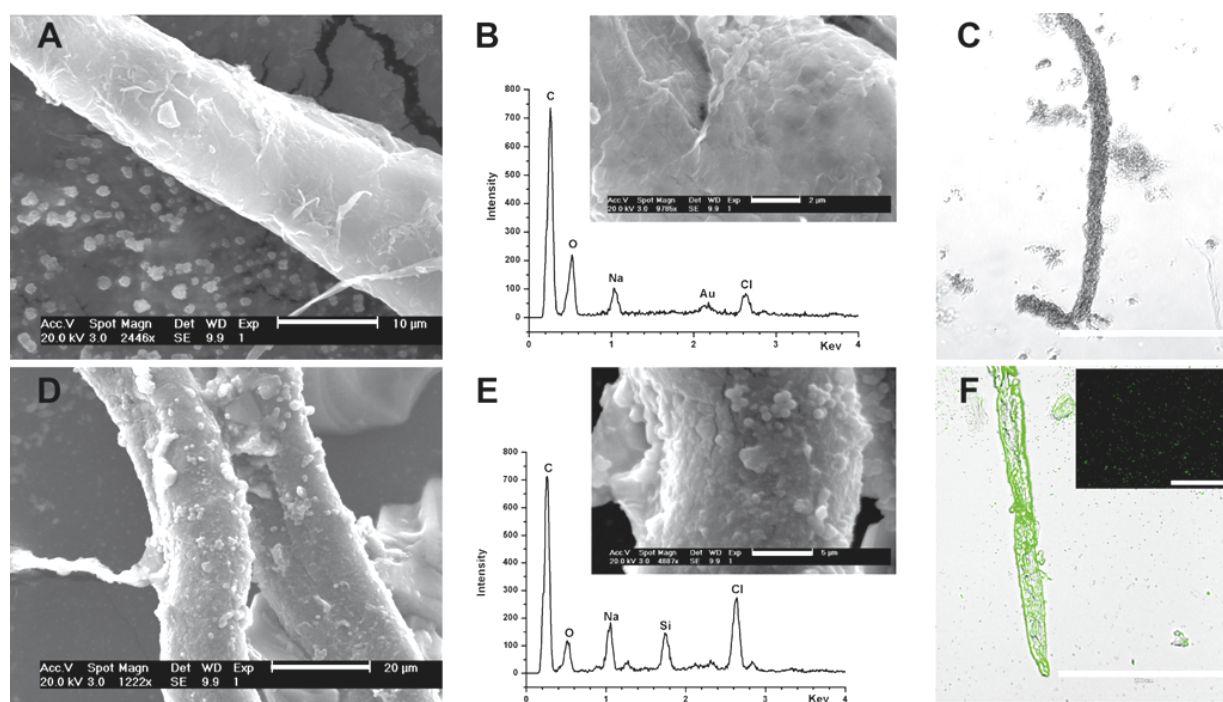 A
Acc.V Spot Magn Det WD Exp
20.0 kV 3.0 2446x SE 9.9 1
10 µm
B
800
700
600
500
400
300
200
100
0
Intensity
C
O
Na
Au
Cl
0 1 2 3 4
Kev
Acc.V Spot Magn Det WD Exp
20.0 kV 3.0 9785x SE 9.9 1
2 µm
C
D
Acc.V Spot Magn Det WD Exp
20.0 kV 3.0 1222x SE 9.9 1
20 µm
E
800
700
600
500
400
300
200
100
0
Intensity
C
O
Na
Si
Cl
0 1 2 3 4
Kev
Acc.V Spot Magn Det WD Exp
20.0 kV 3.0 4887x SE 9.9 1
5 µm
F